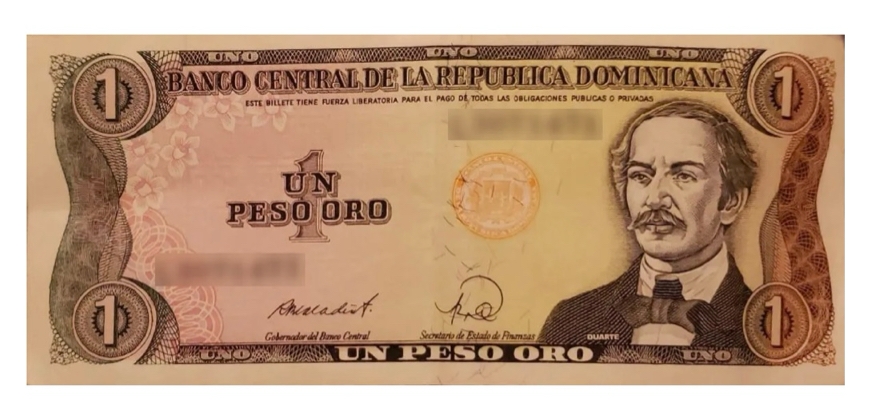 UNO UNO UNO
1 BANCO CENTRAL DE LA REPUBLICA DOMINICANA 1
ESTE BILLETE TIENE FUERZA LIBERATORIA PARA EL PAGO DE TODAS LAS OBLIGACIONES PUBLICAS O PRIVADAS
1
UN
PESO ORO
Gobernador del Banco Central Secretario de Estado de Finanzas DUARTE
1 UNO UN PESO ORO UNO 1